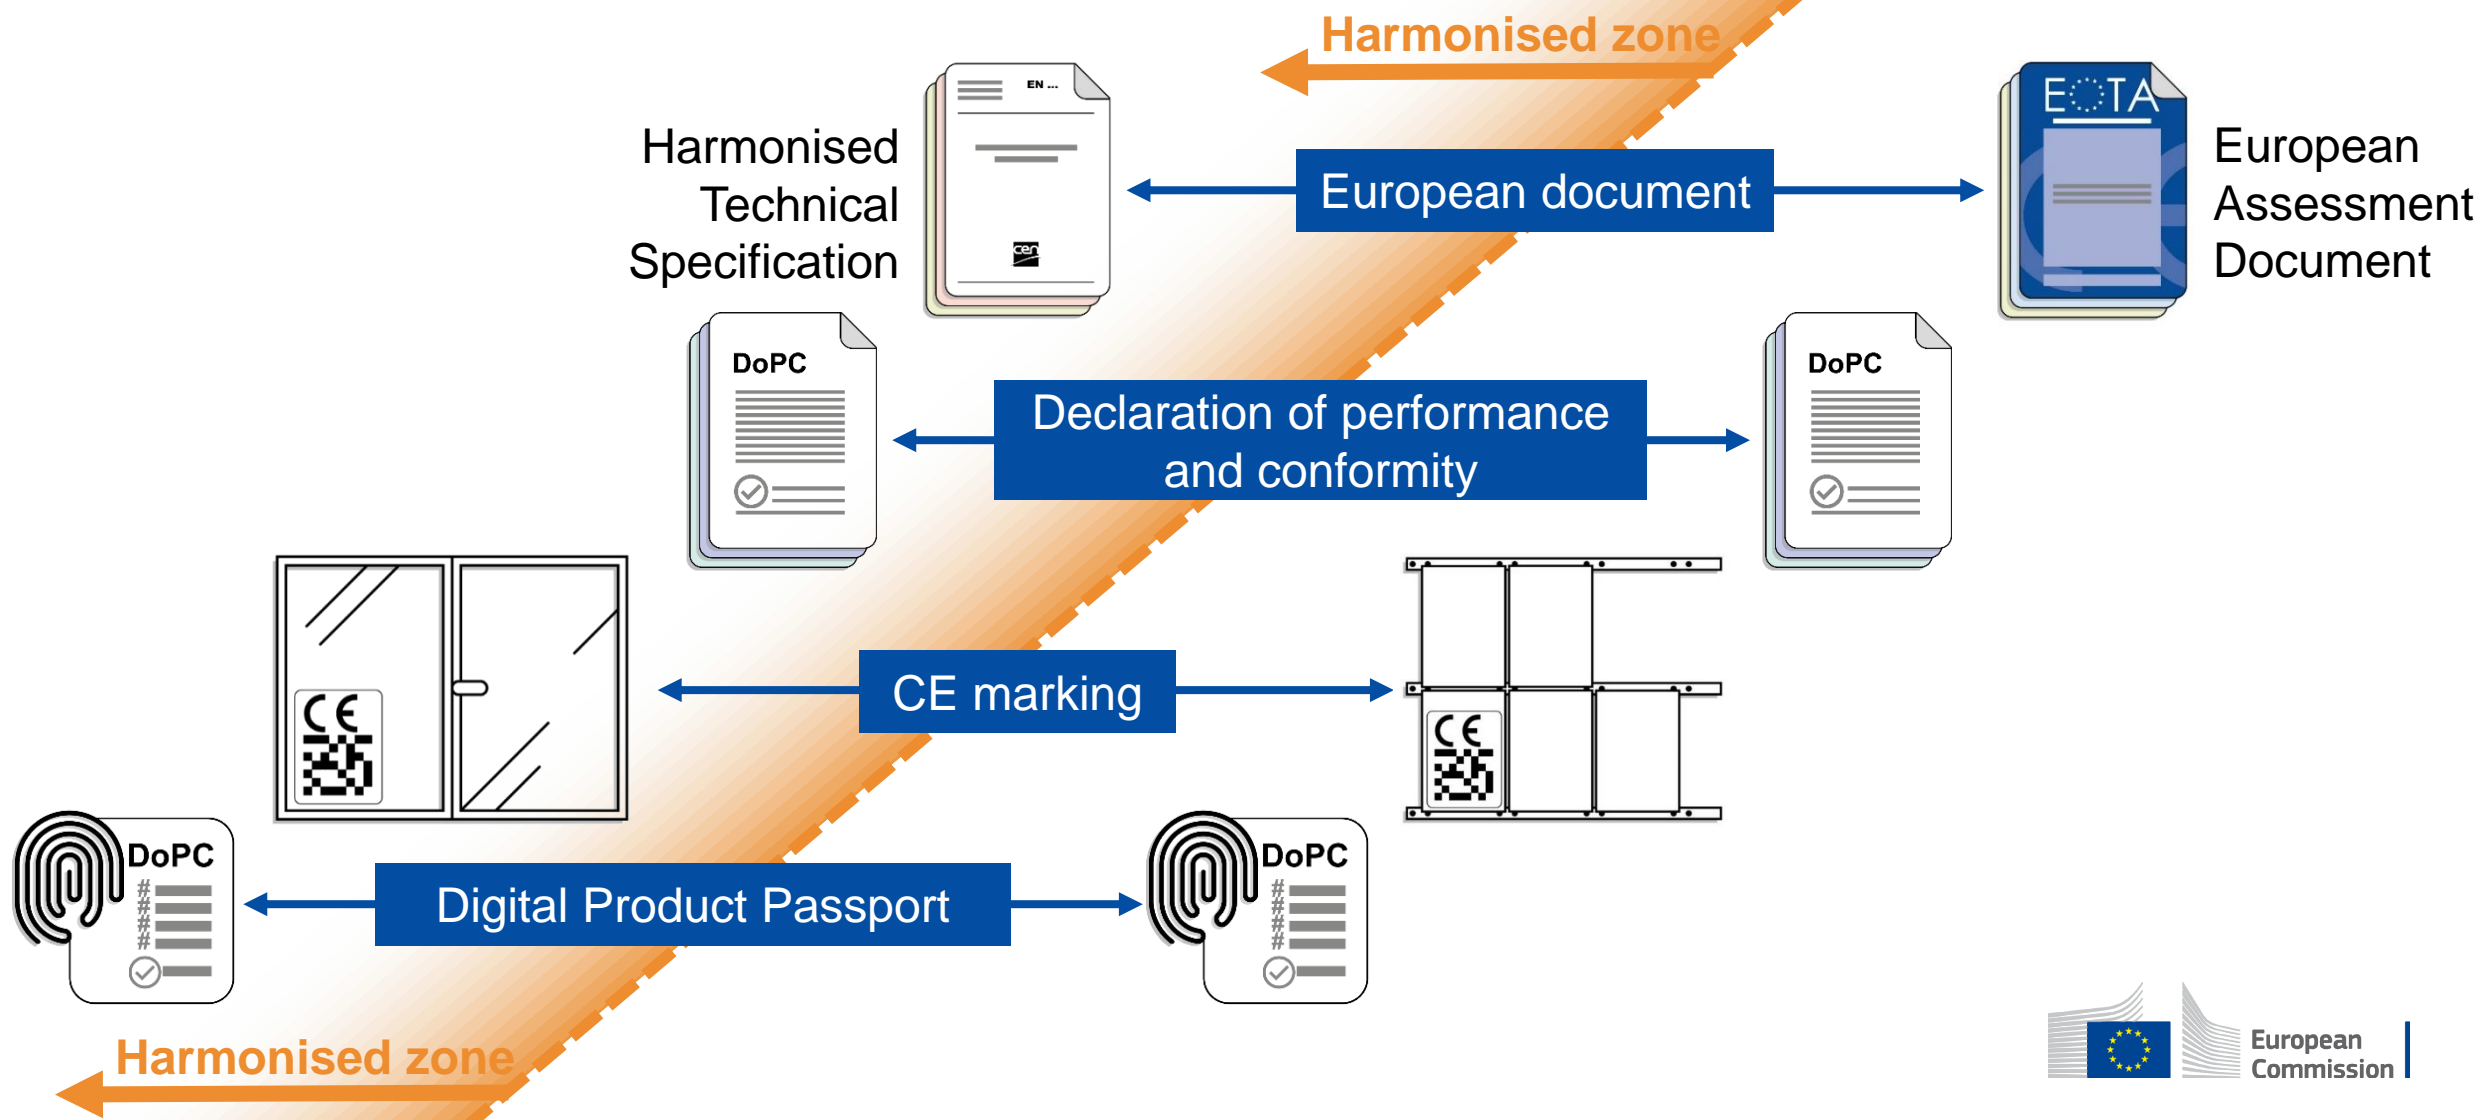 Harmonised zone
EN ...
cen
Harmonised
Technical
Specification
European document
EOTA
European
Assessment
Document
DoPC
Declaration of performance
and conformity
DoPC
CE
CE marking
CE
DoPC
#
#
#
#
Digital Product Passport
DoPC
#
#
#
#
Harmonised zone
European
Commission